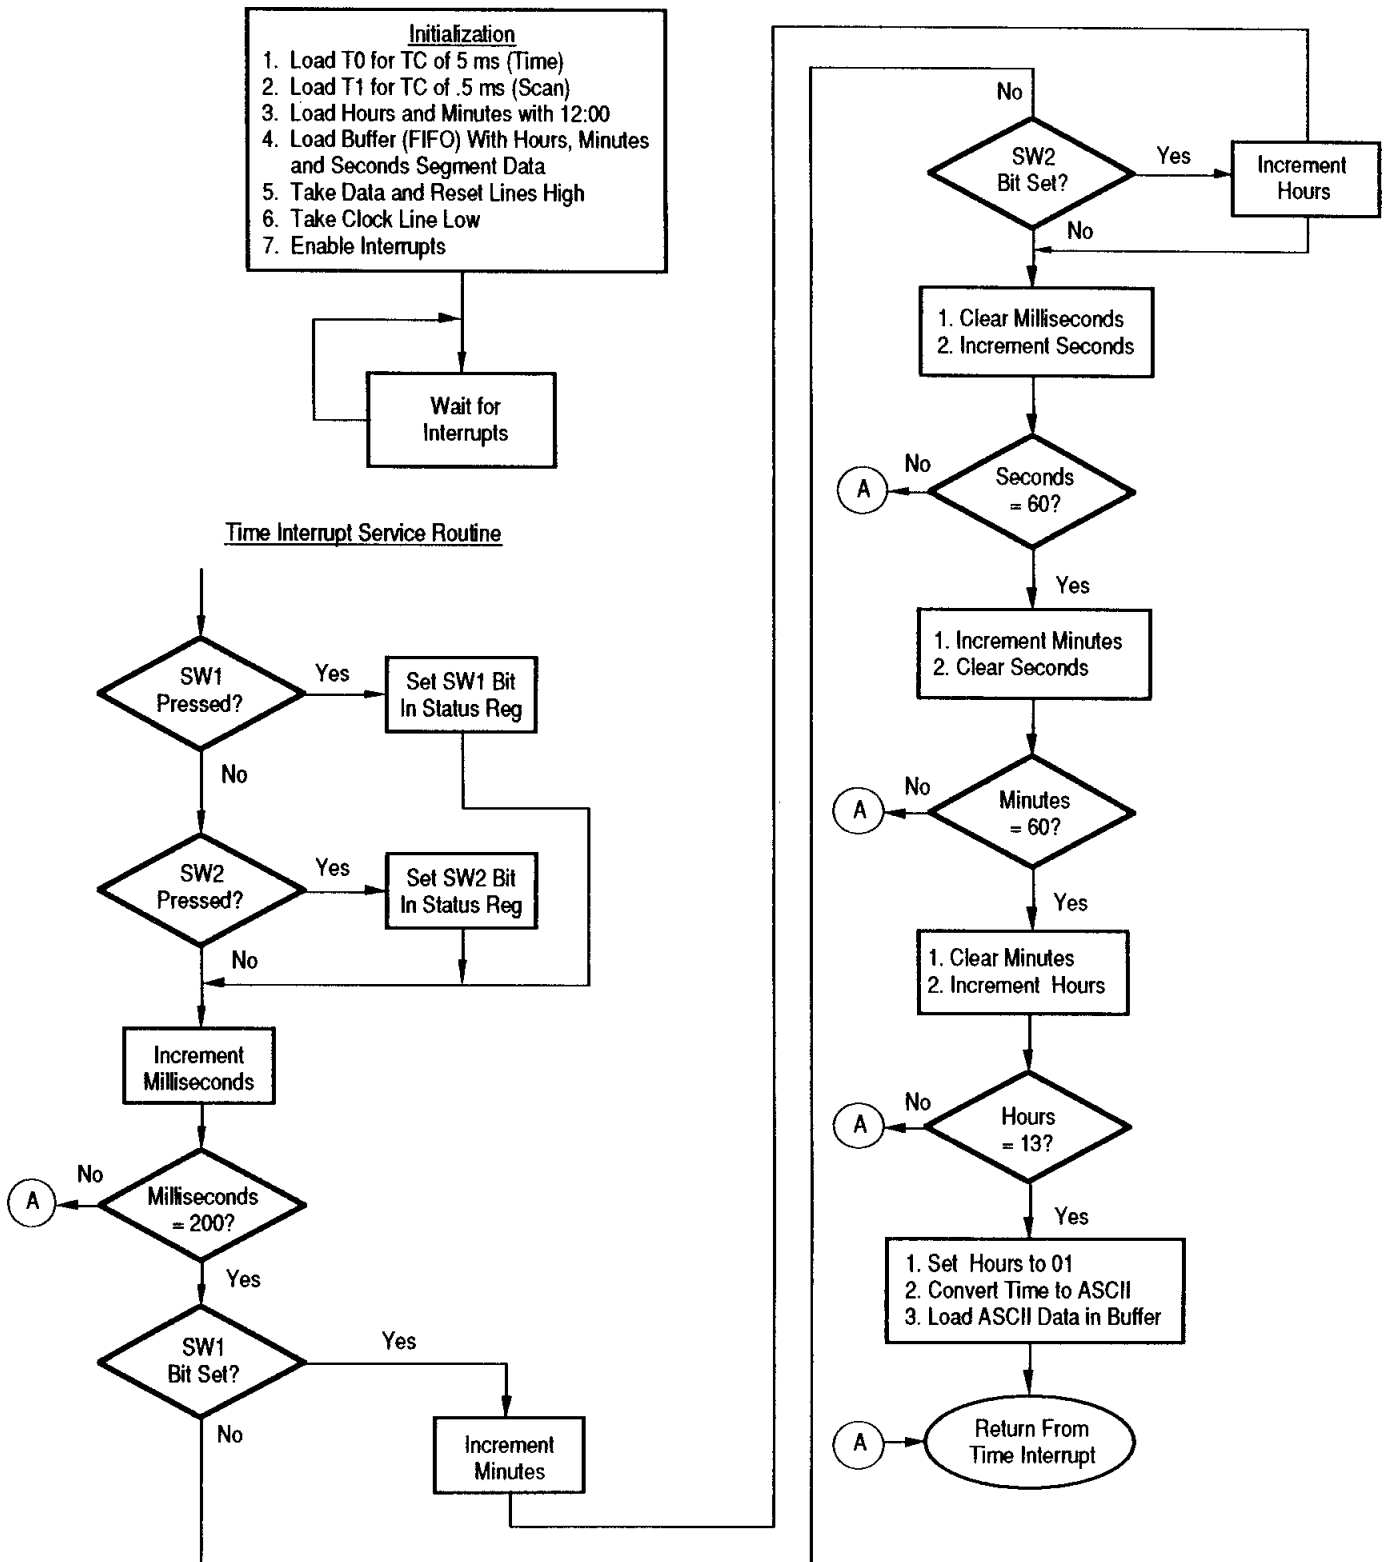 Initialization
1. Load T0 for TC of 5 ms (Time)
2. Load T1 for TC of .5 ms (Scan)
3. Load Hours and Minutes with 12:00
4. Load Buffer (FIFO) With Hours, Minutes
and Seconds Segment Data
5. Take Data and Reset Lines High
6. Take Clock Line Low
7. Enable Interrupts
Wait for
Interrupts
Time Interrupt Service Routine
SW1
Pressed?
Yes
Set SW1 Bit
In Status Reg
No
SW2
Pressed?
Yes
Set SW2 Bit
In Status Reg
No
Increment
Milliseconds
Milliseconds
= 200?
No
A
Yes
SW1
Bit Set?
Yes
Increment
Minutes
No
No
SW2
Bit Set?
Yes
Increment
Hours
No
1. Clear Milliseconds
2. Increment Seconds
Seconds
= 60?
No
A
Yes
1. Increment Minutes
2. Clear Seconds
Minutes
= 60?
No
A
Yes
1. Clear Minutes
2. Increment Hours
Hours
= 13?
No
A
Yes
1. Set Hours to 01
2. Convert Time to ASCII
3. Load ASCII Data in Buffer
A
Return From
Time Interrupt